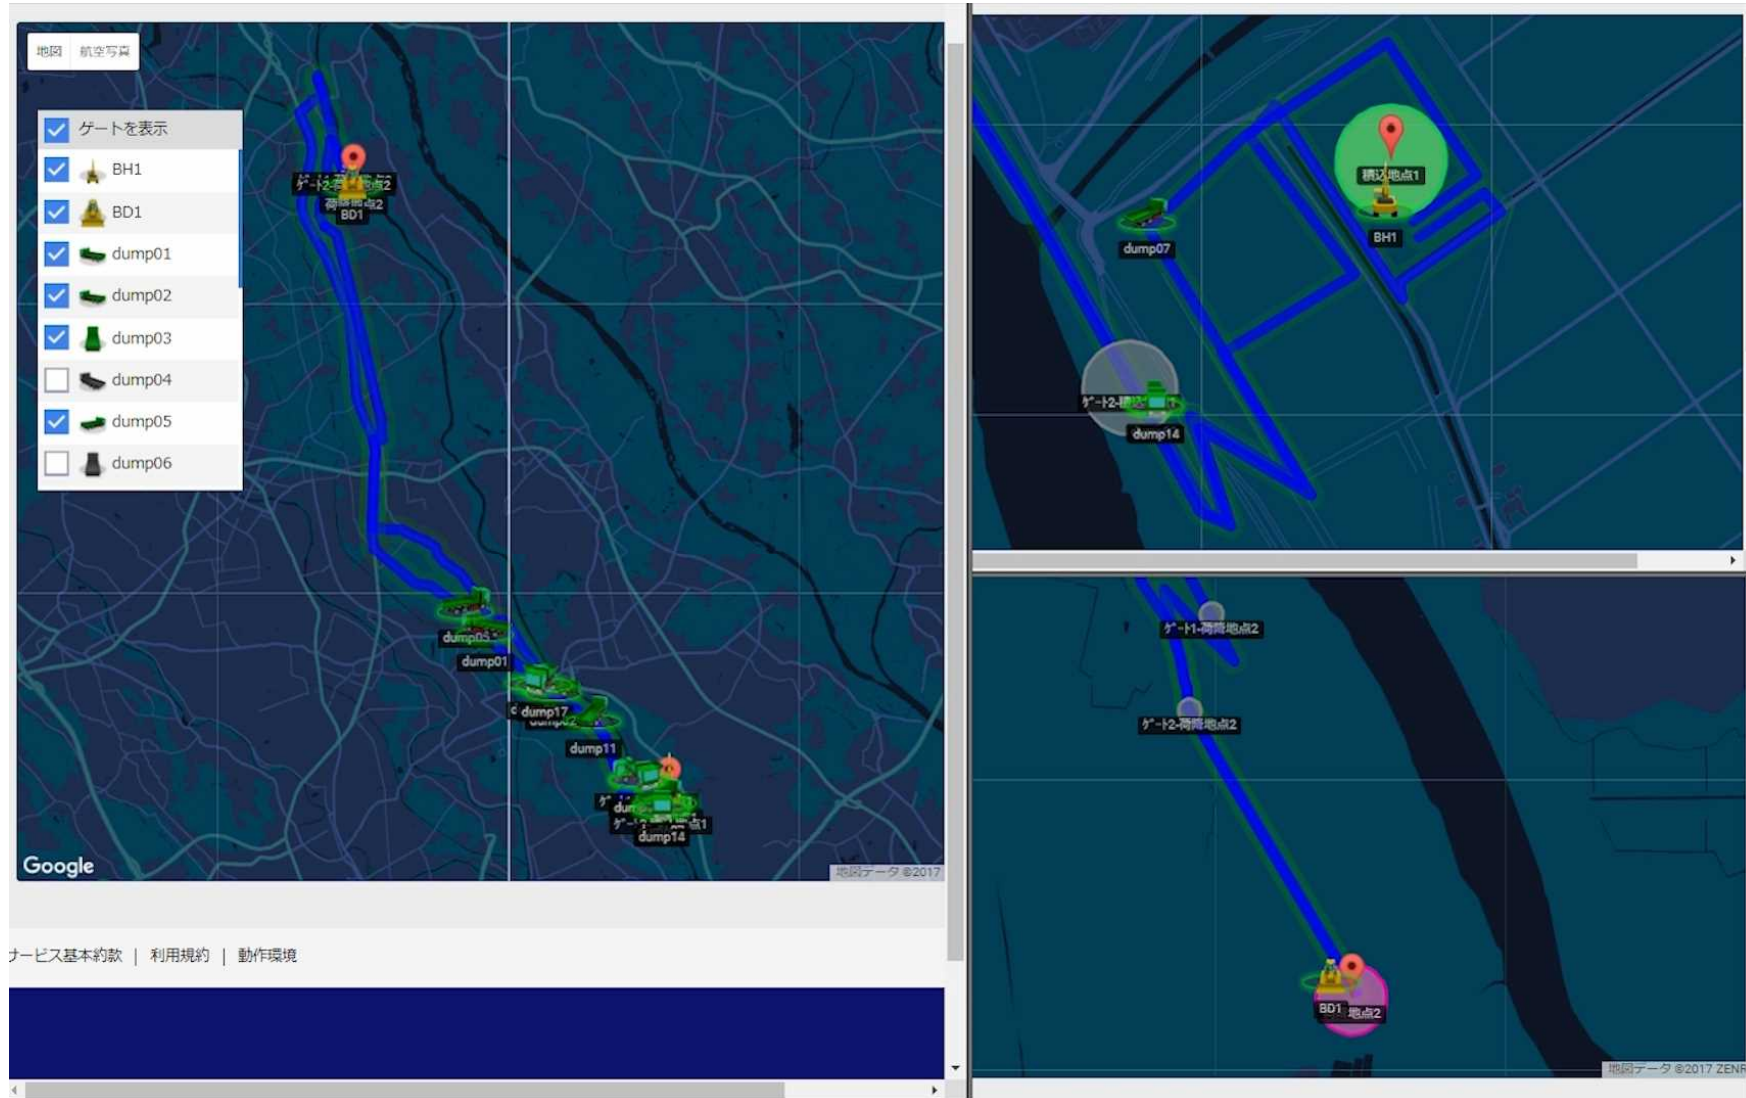 地図 航空写真
ゲートを表示
BH1
BD1
dump01
dump02
dump03
dump04
dump05
dump06
BD1
dump01
dump17
dump11
dump14
Google
地図データ ©2017
サービス基本約款 | 利用規約 | 動作環境
積込地点1
BH1
dump07
dump14
ゲート1-荷降地点2
ゲート2-荷降地点2
BD1
地点2
地図データ ©2017 ZENR